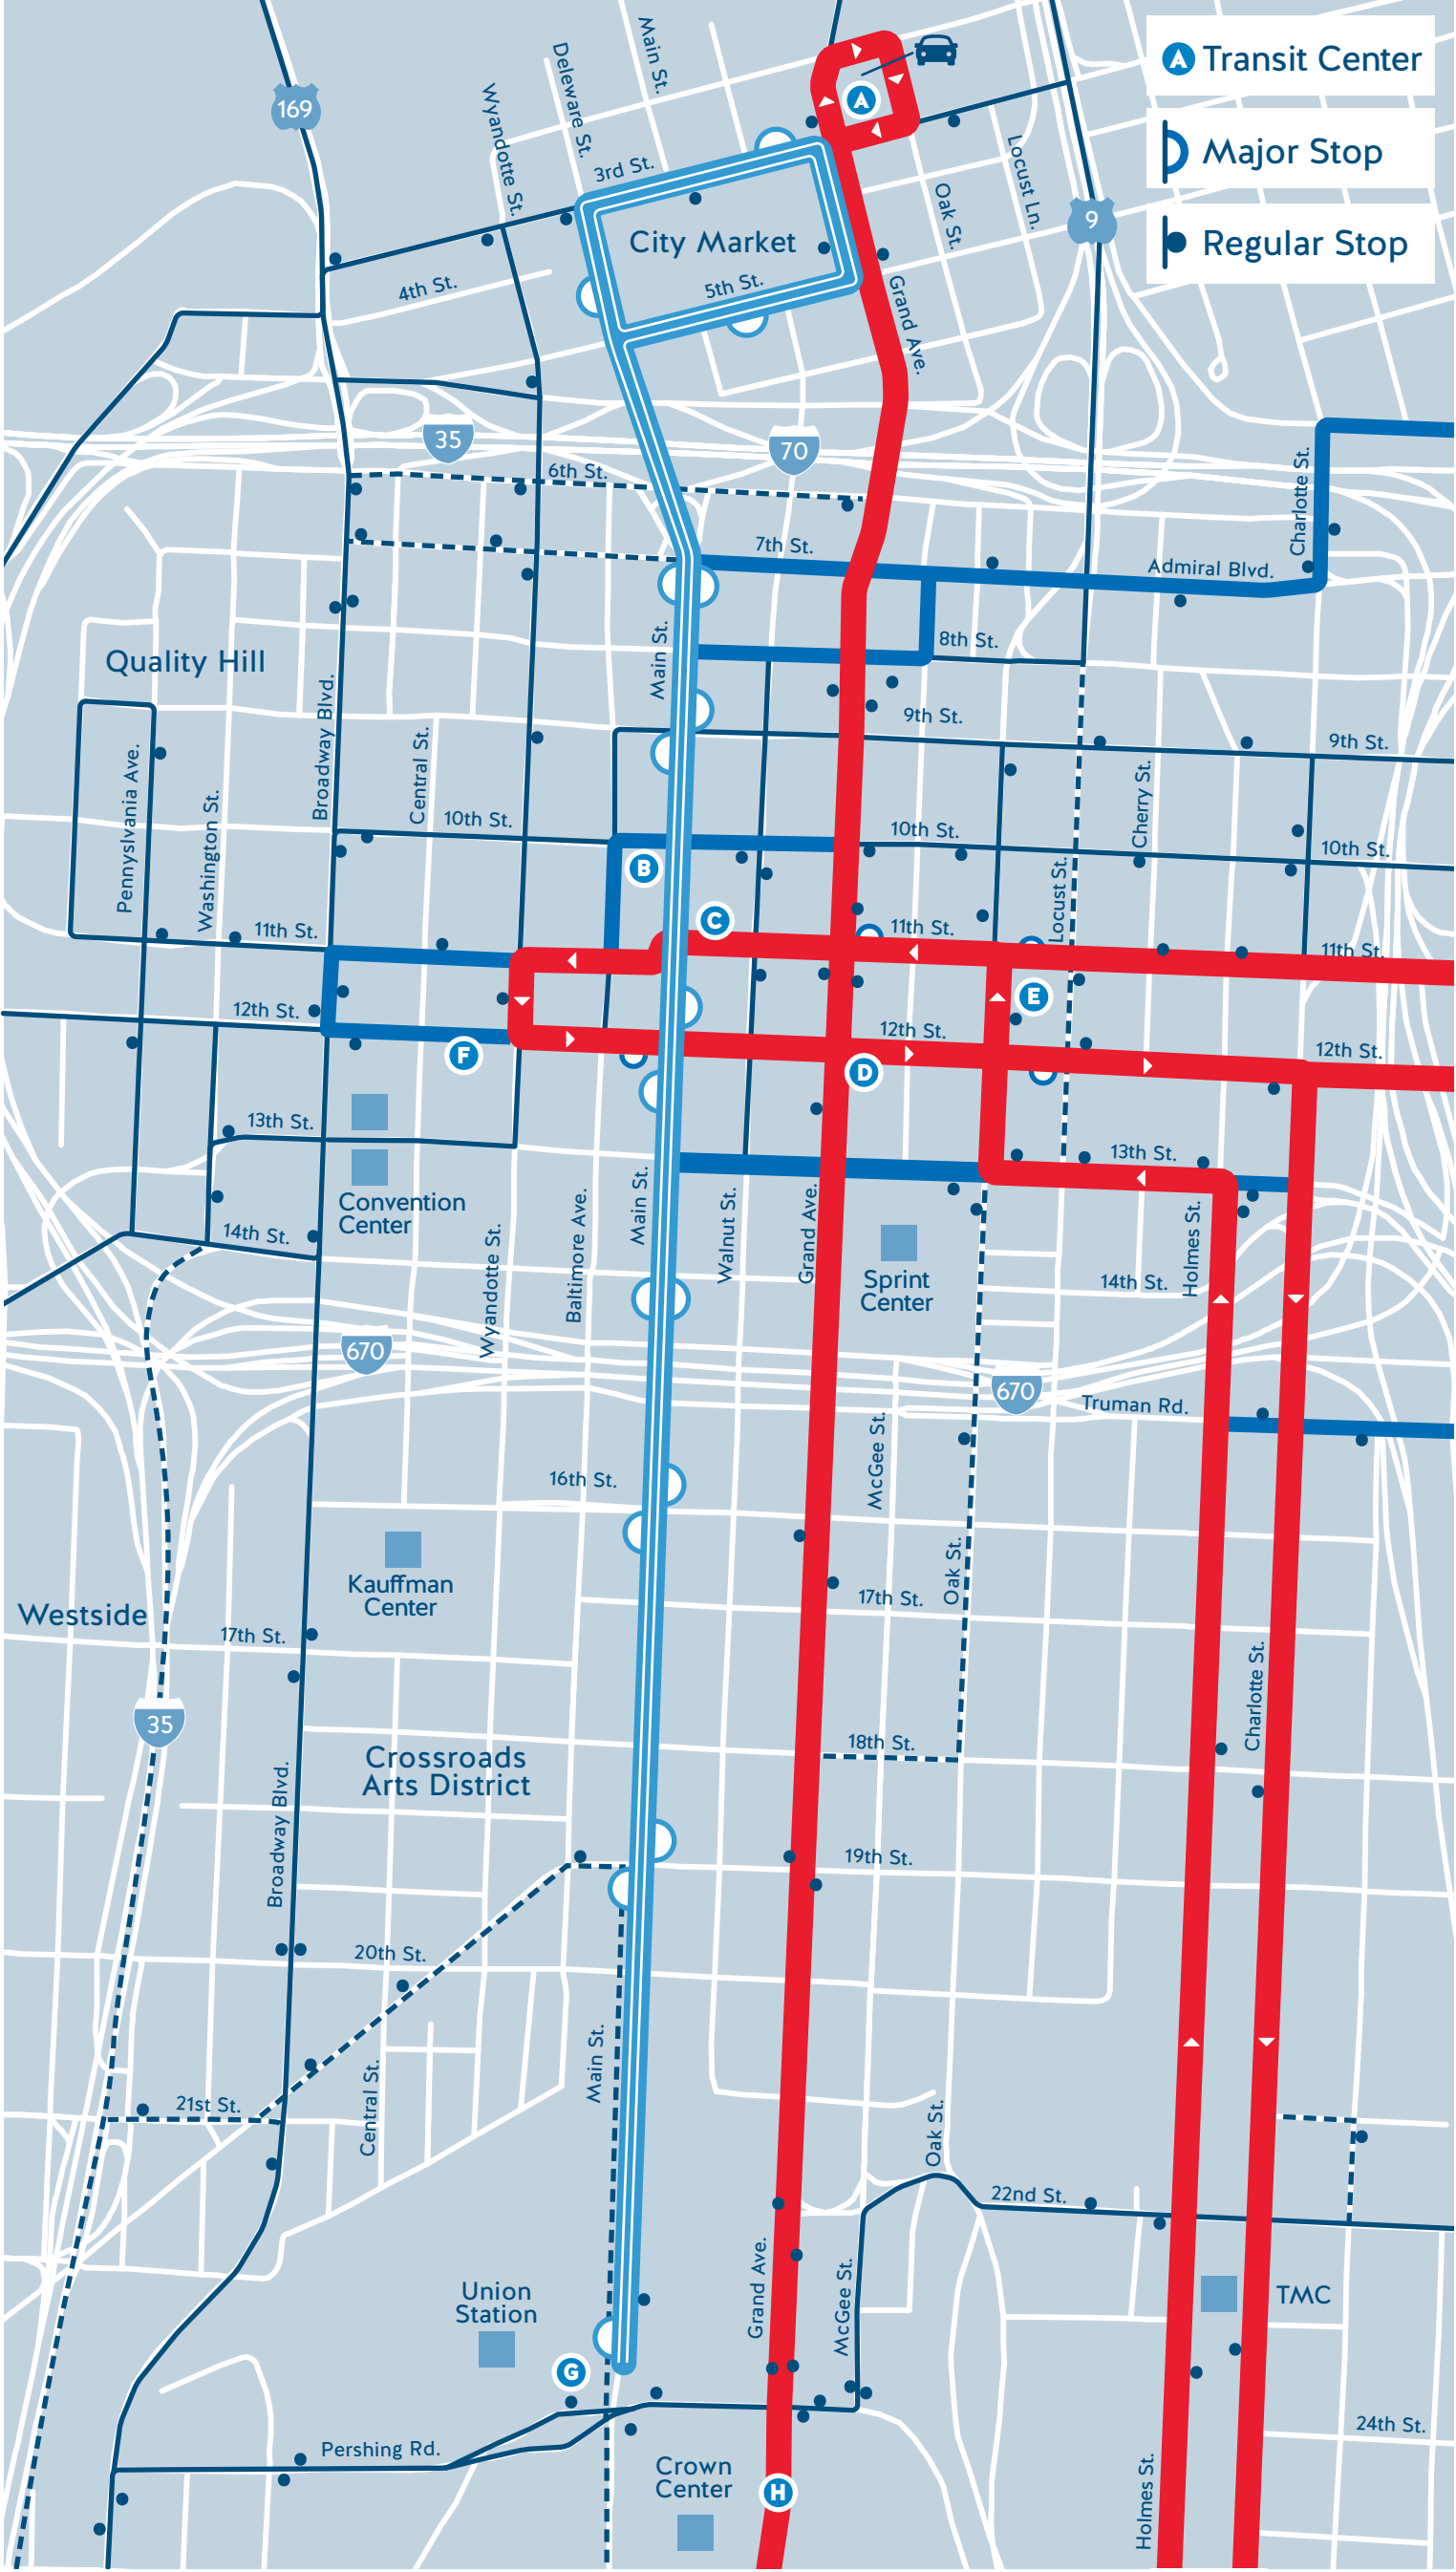 A Transit Center
Major Stop
Regular Stop
169
Main St.
Deleware St.
Wyandotte St.
3rd St.
A
Locust Ln.
Oak St.
9
City Market
5th St.
4th St.
Grand Ave.
35
70
6th St.
Charlotte St.
7th St.
Admiral Blvd.
8th St.
Main St.
Quality Hill
Broadway Blvd.
9th St.
9th St.
Pennyslvania Ave.
Washington St.
Central St.
10th St.
10th St.
Cherry St.
10th St.
B
Locust St.
C
11th St.
11th St.
11th St.
E
12th St.
12th St.
12th St.
F
D
13th St.
13th St.
Convention
Center
14th St.
Wyandotte St.
Baltimore Ave.
Main St.
Walnut St.
Grand Ave.
Sprint
Center
14th St.
Holmes St.
670
670
Truman Rd.
McGee St.
16th St.
Kauffman
Center
Oak St.
17th St.
Westside
17th St.
Charlotte St.
35
18th St.
Crossroads
Arts District
Broadway Blvd.
19th St.
20th St.
Main St.
Central St.
21st St.
Oak St.
22nd St.
Grand Ave.
McGee St.
Union
Station
TMC
G
24th St.
Pershing Rd.
Crown
Center
H
Holmes St.